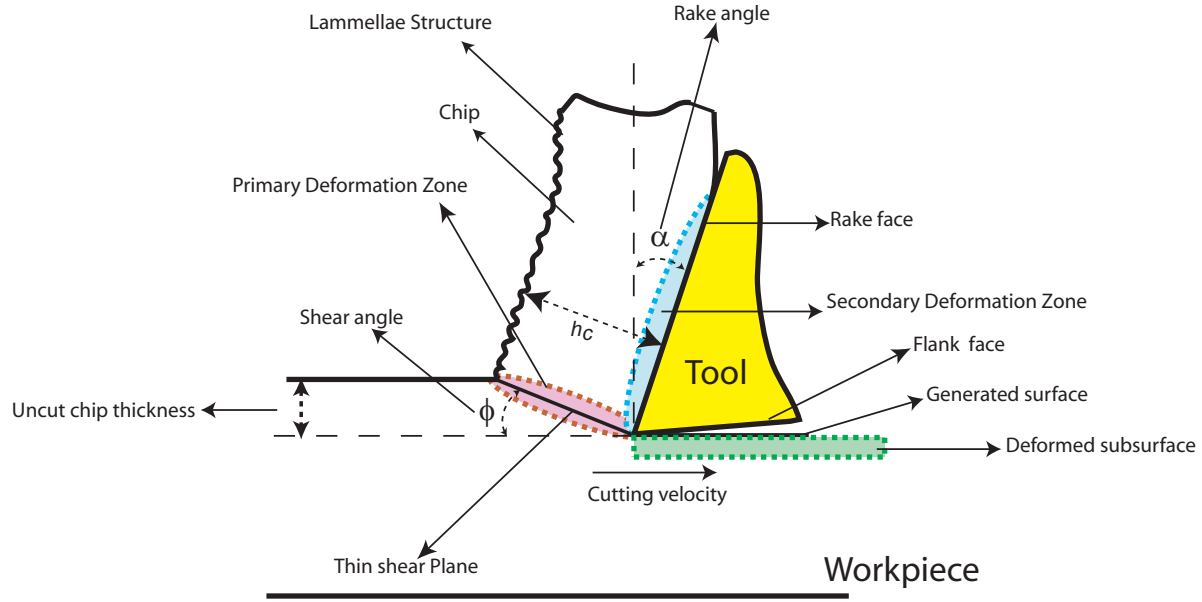 Rake angle
Lammellae Structure
Chip
Primary Deformation Zone
α
Rake face
Secondary Deformation Zone
Shear angle
hc
Flank face
Tool
Generated surface
Uncut chip thickness
ϕ
Deformed subsurface
Cutting velocity
Thin shear Plane
Workpiece